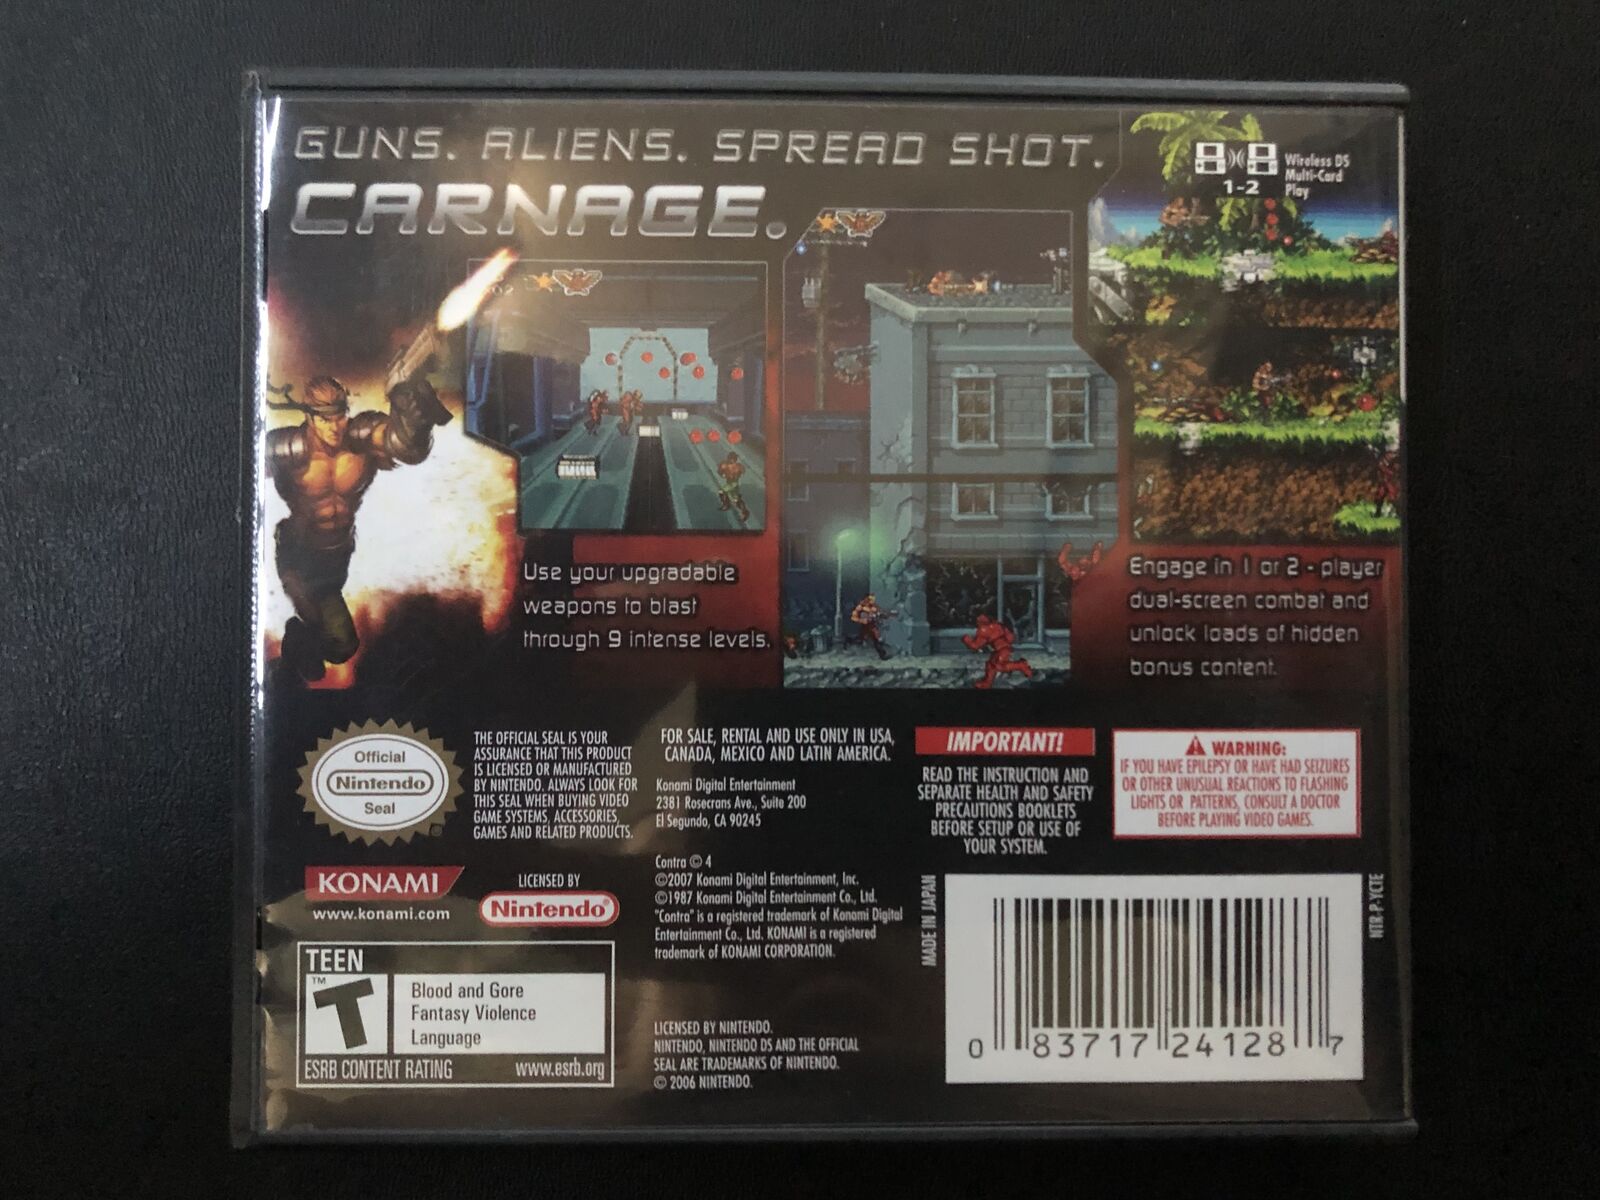 GUNS. ALIENS. SPREAD SHOT.
CARNAGE.
Wireless DS
Multi-Card
Play
1-2
Use your upgradable
weapons to blast
through 9 intense levels.
Engage in 1 or 2 - player
dual-screen combat and
unlock loads of hidden
bonus content.
Official
Nintendo
Seal
THE OFFICIAL SEAL IS YOUR
ASSURANCE THAT THIS PRODUCT
IS LICENSED OR MANUFACTURED
BY NINTENDO. ALWAYS LOOK FOR
THIS SEAL WHEN BUYING VIDEO
GAME SYSTEMS, ACCESSORIES,
GAMES AND RELATED PRODUCTS.
FOR SALE, RENTAL AND USE ONLY IN USA,
CANADA, MEXICO AND LATIN AMERICA.
Konami Digital Entertainment
2381 Rosecrans Ave., Suite 200
El Segundo, CA 90245
IMPORTANT!
READ THE INSTRUCTION AND
SEPARATE HEALTH AND SAFETY
PRECAUTIONS BOOKLETS
BEFORE SETUP OR USE OF
YOUR SYSTEM.
WARNING:
IF YOU HAVE EPILEPSY OR HAVE HAD SEIZURES
OR OTHER UNUSUAL REACTIONS TO FLASHING
LIGHTS OR PATTERNS, CONSULT A DOCTOR
BEFORE PLAYING VIDEO GAMES.
KONAMI
www.konami.com
LICENSED BY
Nintendo®
Contra © 4
©2007 Konami Digital Entertainment, Inc.
©1987 Konami Digital Entertainment Co., Ltd.
"Contra" is a registered trademark of Konami Digital
Entertainment Co., Ltd. KONAMI is a registered
trademark of KONAMI CORPORATION.
TEEN
T™
Blood and Gore
Fantasy Violence
Language
ESRB CONTENT RATING www.esrb.org
LICENSED BY NINTENDO.
NINTENDO, NINTENDO DS AND THE OFFICIAL
SEAL ARE TRADEMARKS OF NINTENDO.
© 2006 NINTENDO.
MADE IN JAPAN
NTR-P-YCTE
0 83717 24128 7